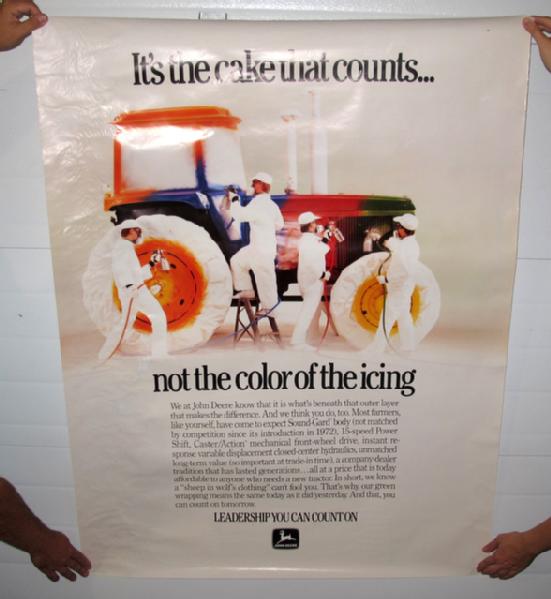 It's the cake that counts...
not the color of the icing
We at John Deere know that it is what's beneath that outer layer
that makes the difference. And we think you do, too. Most farmers,
like yourself, have come to expect Sound-Gard® body (not matched
by competition since its introduction in 1972), 15-speed Power
Shift, Caster/Action™ mechanical front-wheel drive, instant re-
sponse variable displacement closed-center hydraulics, unmatched
long-term value (so important at trade-in time), a company-dealer
tradition that has lasted generations...all at a price that is today
affordable to anyone who needs a new tractor. In short, we know
a "sheep in wolf's clothing" can't fool you. That's why our green
wrapping means the same today as it did yesterday. And that, you
can count on tomorrow.
LEADERSHIP YOU CAN COUNT ON
JOHN DEERE